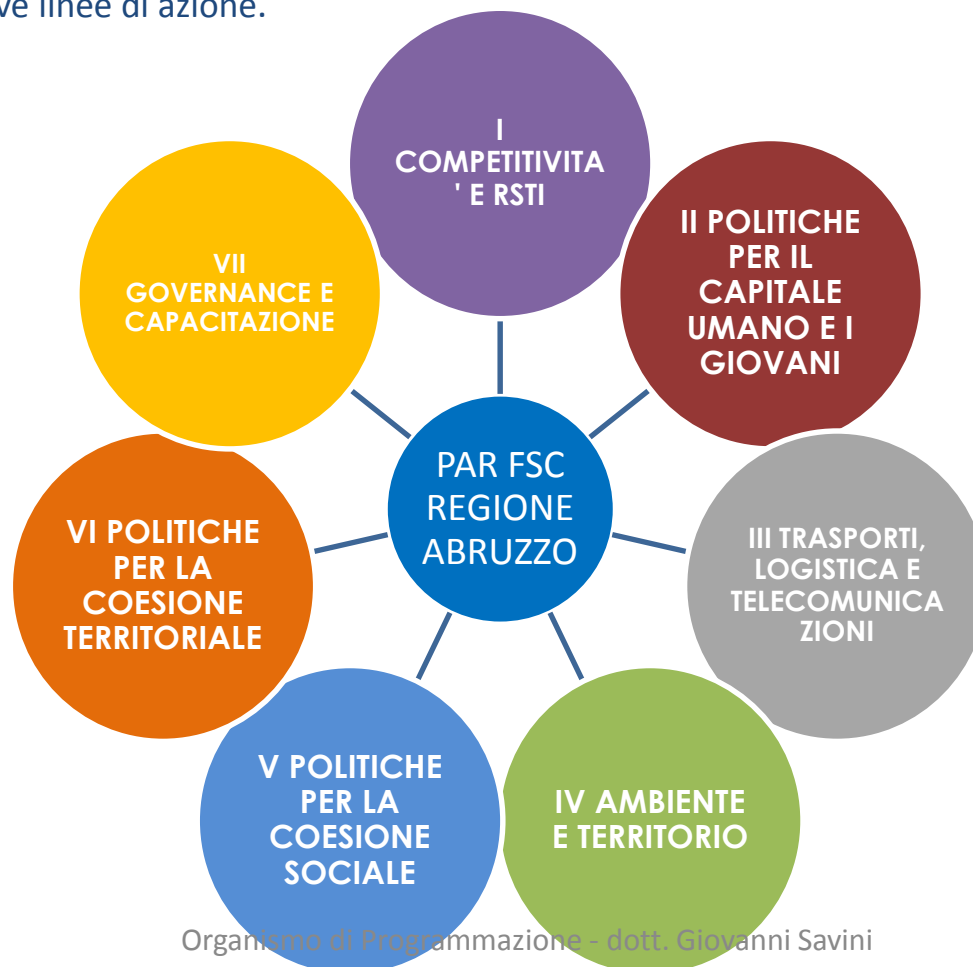 ve linee di azione.
I
COMPETITIVITA
' E RSTI
II POLITICHE
PER IL
CAPITALE
UMANO E I
GIOVANI
III TRASPORTI,
LOGISTICA E
TELECOMUNICA
ZIONI
IV AMBIENTE
E TERRITORIO
V POLITICHE
PER LA
COESIONE
SOCIALE
VI POLITICHE
PER LA
COESIONE
TERRITORIALE
VII
GOVERNANCE E
CAPACITAZIONE
PAR FSC
REGIONE
ABRUZZO
Organismo di Programmazione - dott. Giovanni Savini